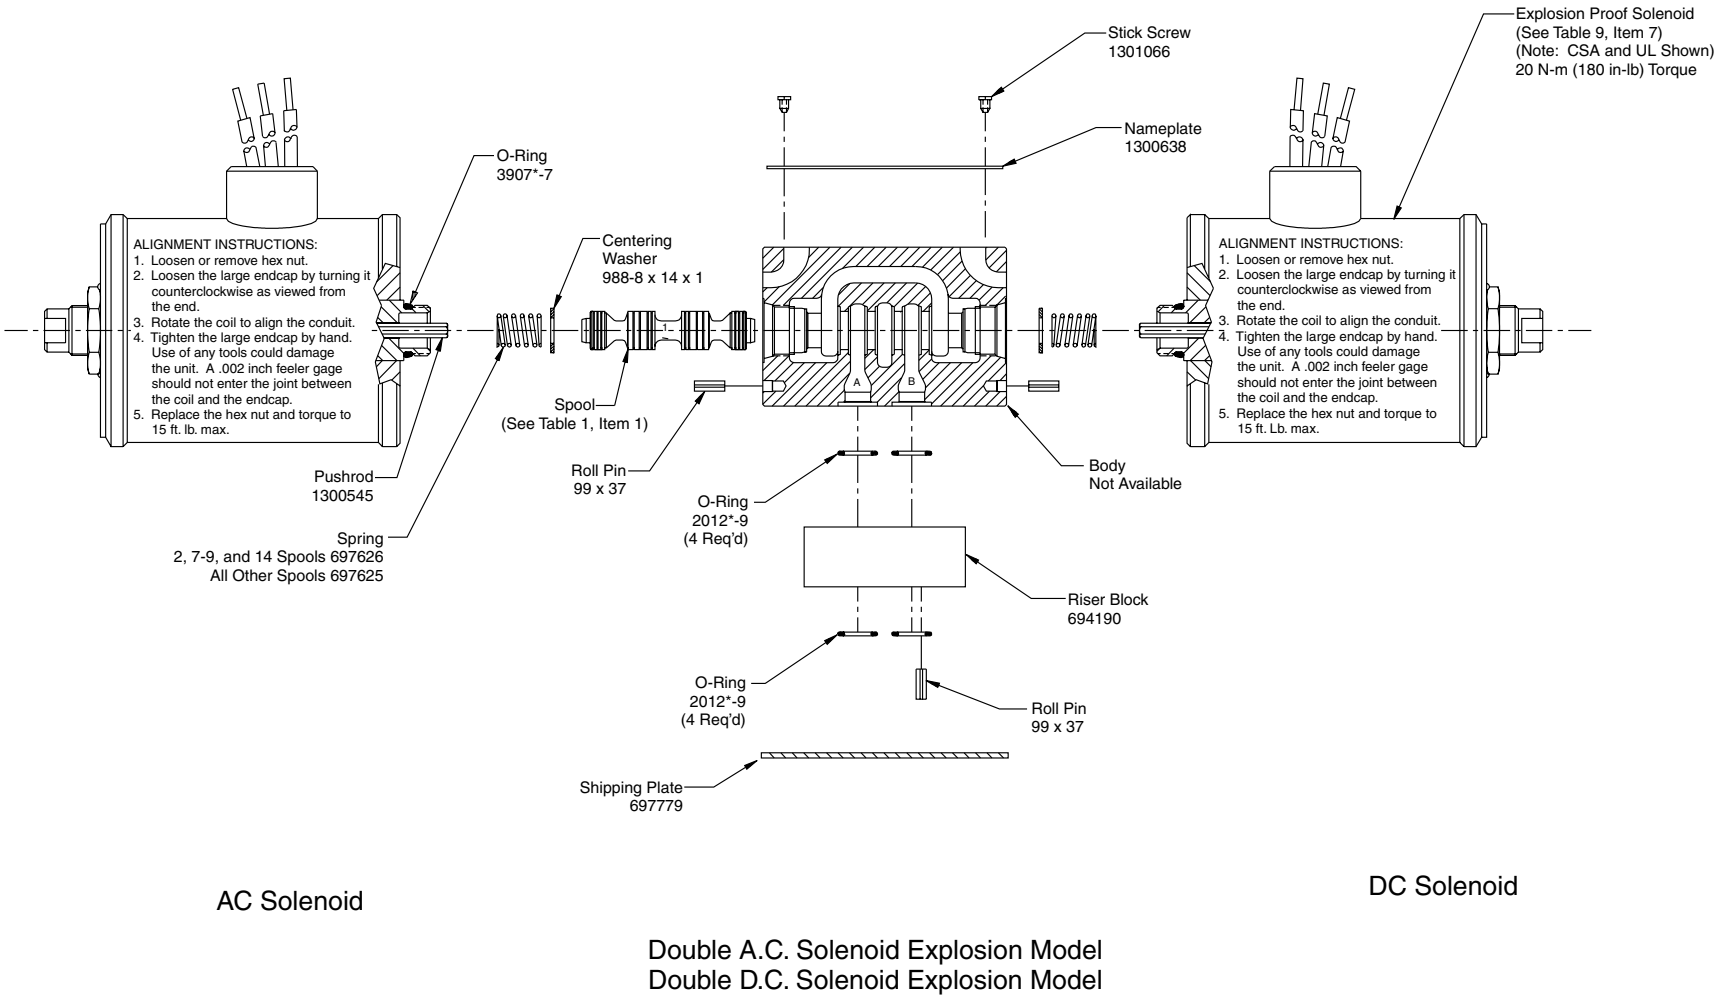 Explosion Proof Solenoid
(See Table 9, Item 7)
(Note: CSA and UL Shown)
20 N-m (180 in-lb) Torque
Stick Screw
1301066
Nameplate
1300638
O-Ring
3907*-7
Centering
Washer
988-8 x 14 x 1
ALIGNMENT INSTRUCTIONS:
1. Loosen or remove hex nut.
2. Loosen the large endcap by turning it
counterclockwise as viewed from
the end.
3. Rotate the coil to align the conduit.
4. Tighten the large endcap by hand.
Use of any tools could damage
the unit. A .002 inch feeler gage
should not enter the joint between
the coil and the endcap.
5. Replace the hex nut and torque to
15 ft. lb. max.
ALIGNMENT INSTRUCTIONS:
1. Loosen or remove hex nut.
2. Loosen the large endcap by turning it
counterclockwise as viewed from
the end.
3. Rotate the coil to align the conduit.
4. Tighten the large endcap by hand.
Use of any tools could damage
the unit. A .002 inch feeler gage
should not enter the joint between
the coil and the endcap.
5. Replace the hex nut and torque to
15 ft. Lb. max.
1
A
B
Spool
(See Table 1, Item 1)
Roll Pin
99 x 37
Body
Not Available
Pushrod
1300545
O-Ring
2012*-9
(4 Req'd)
Spring
2, 7-9, and 14 Spools 697626
All Other Spools 697625
Riser Block
694190
O-Ring
2012*-9
(4 Req'd)
Roll Pin
99 x 37
Shipping Plate
697779
AC Solenoid
DC Solenoid
Double A.C. Solenoid Explosion Model
Double D.C. Solenoid Explosion Model